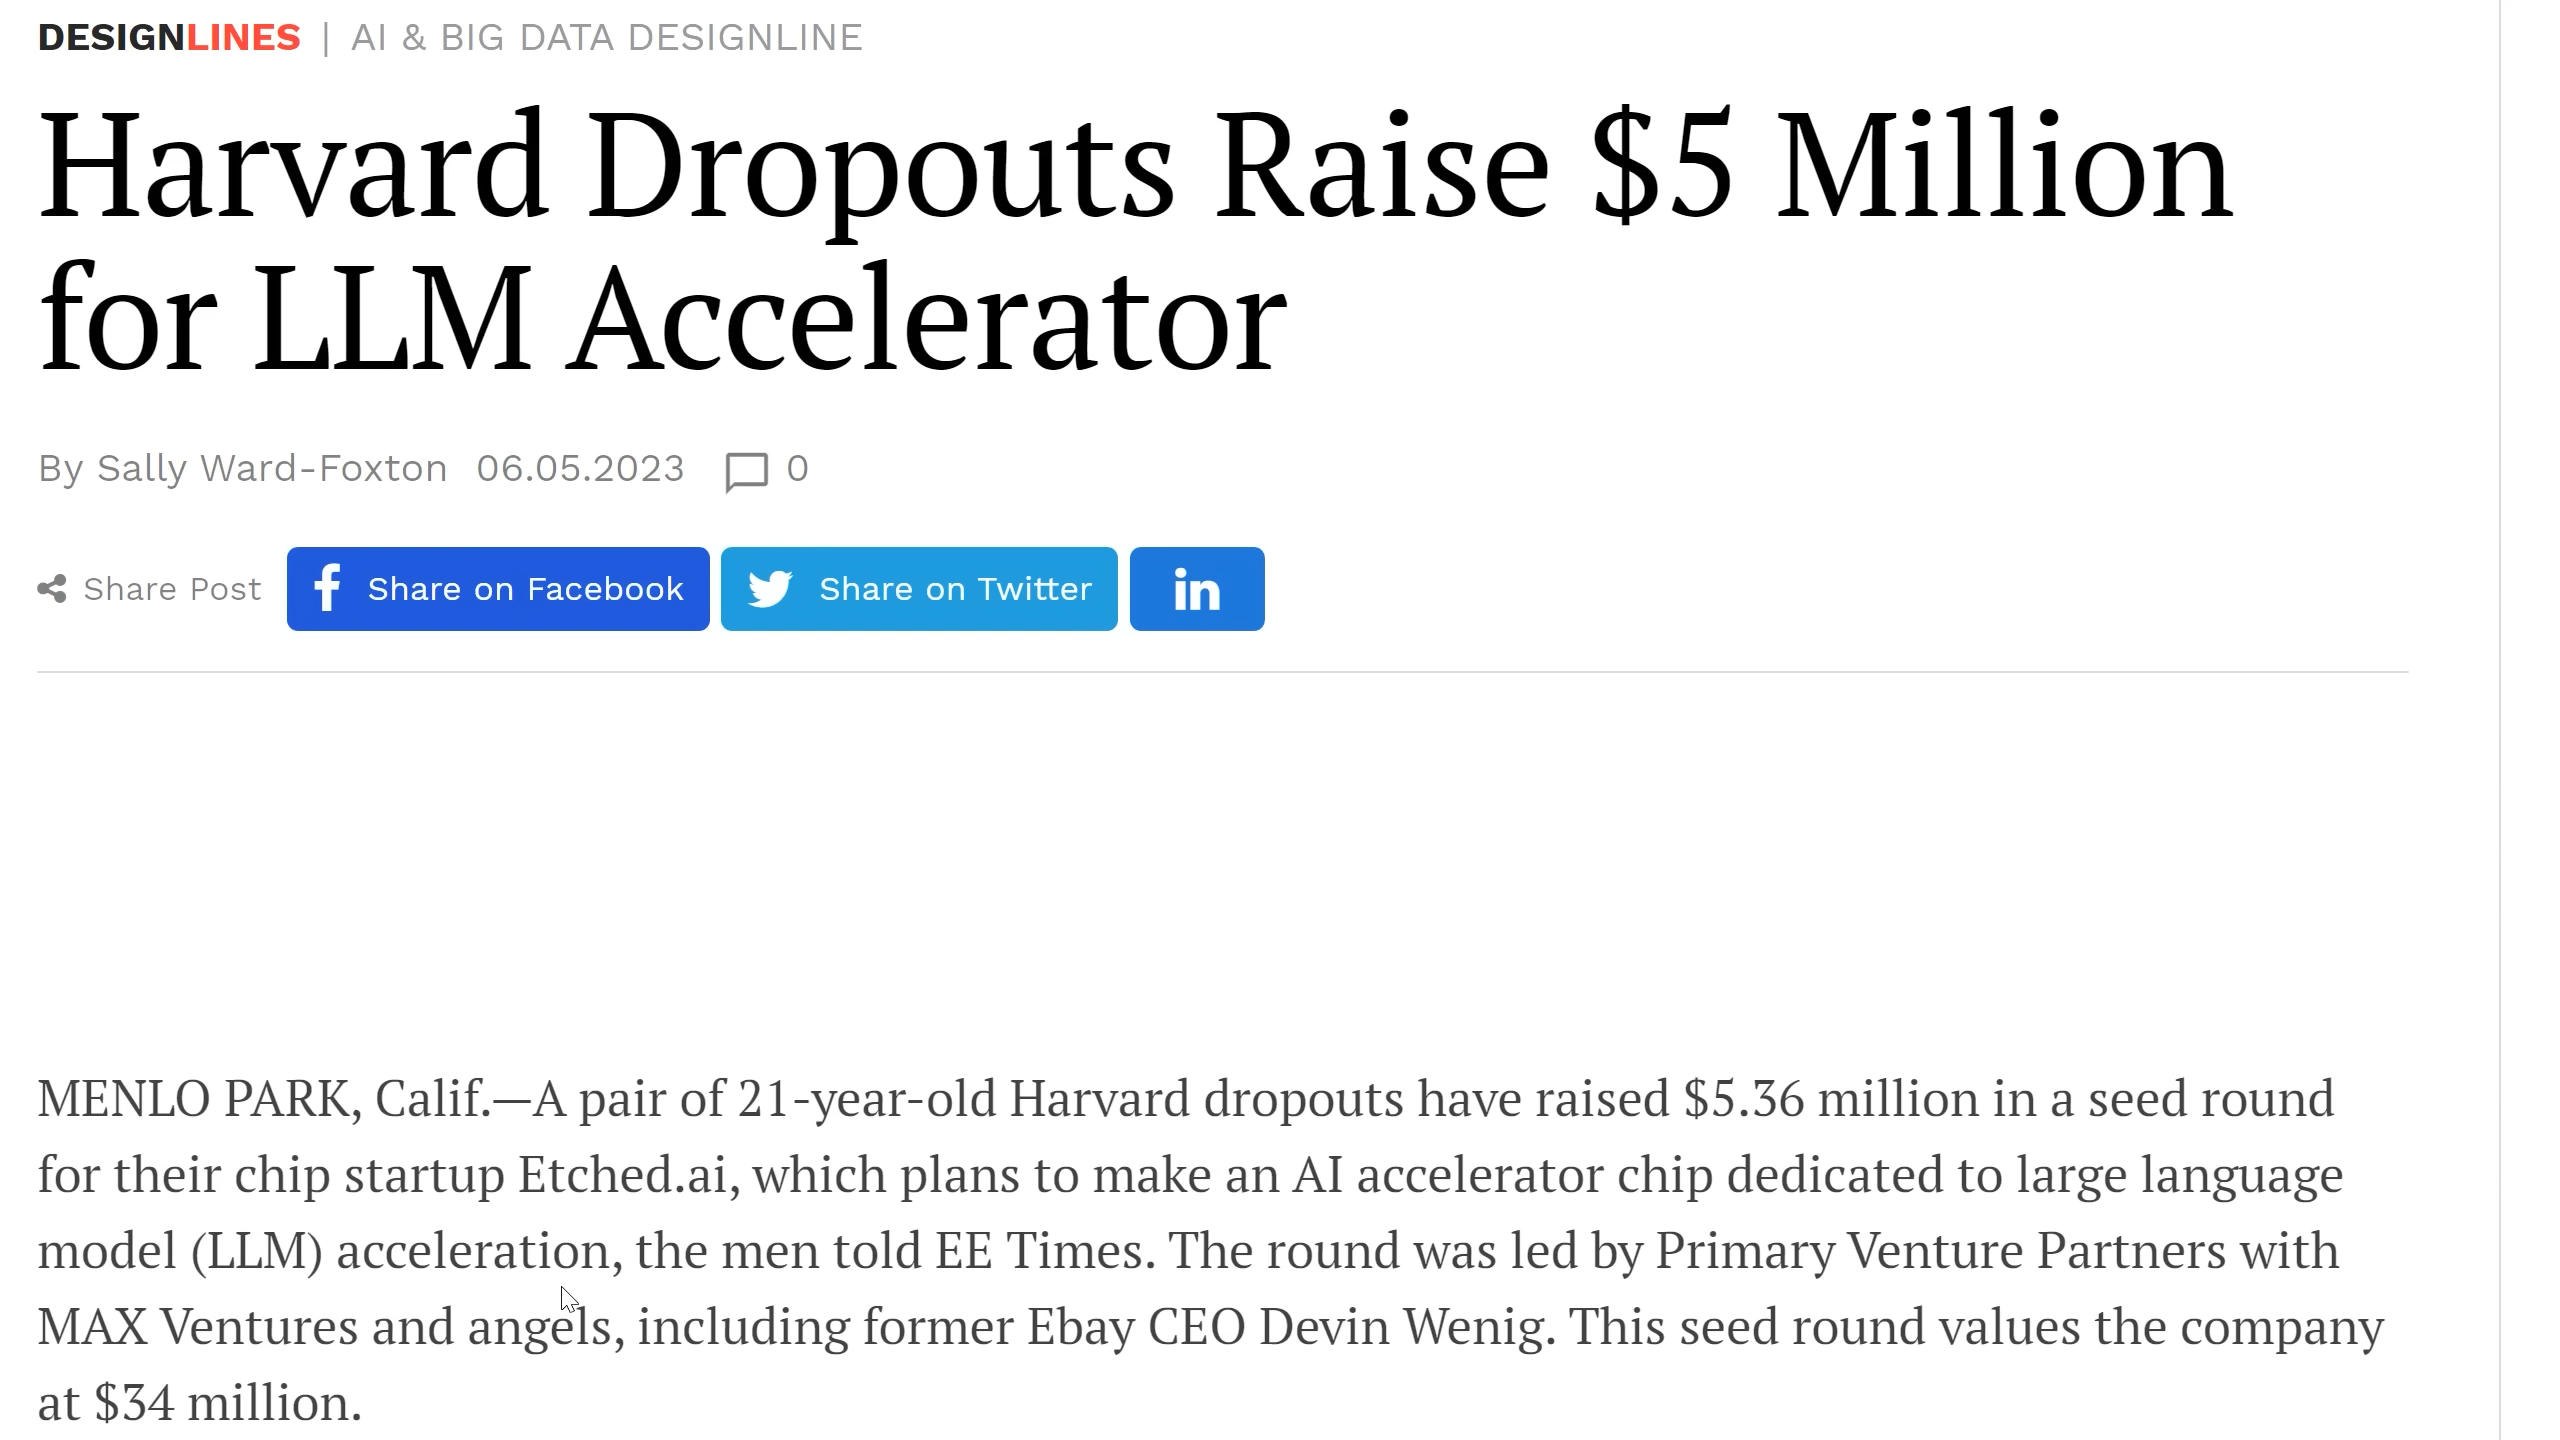 DESIGNLINES | AI & BIG DATA DESIGNLINE
Harvard Dropouts Raise $5 Million
for LLM Accelerator
By Sally Ward-Foxton 06.05.2023 0
Share Post Share on Facebook Share on Twitter in
MENLO PARK, Calif.—A pair of 21-year-old Harvard dropouts have raised $5.36 million in a seed round
for their chip startup Etched.ai, which plans to make an AI accelerator chip dedicated to large language
model (LLM) acceleration, the men told EE Times. The round was led by Primary Venture Partners with
MAX Ventures and angels, including former Ebay CEO Devin Wenig. This seed round values the company
at $34 million.